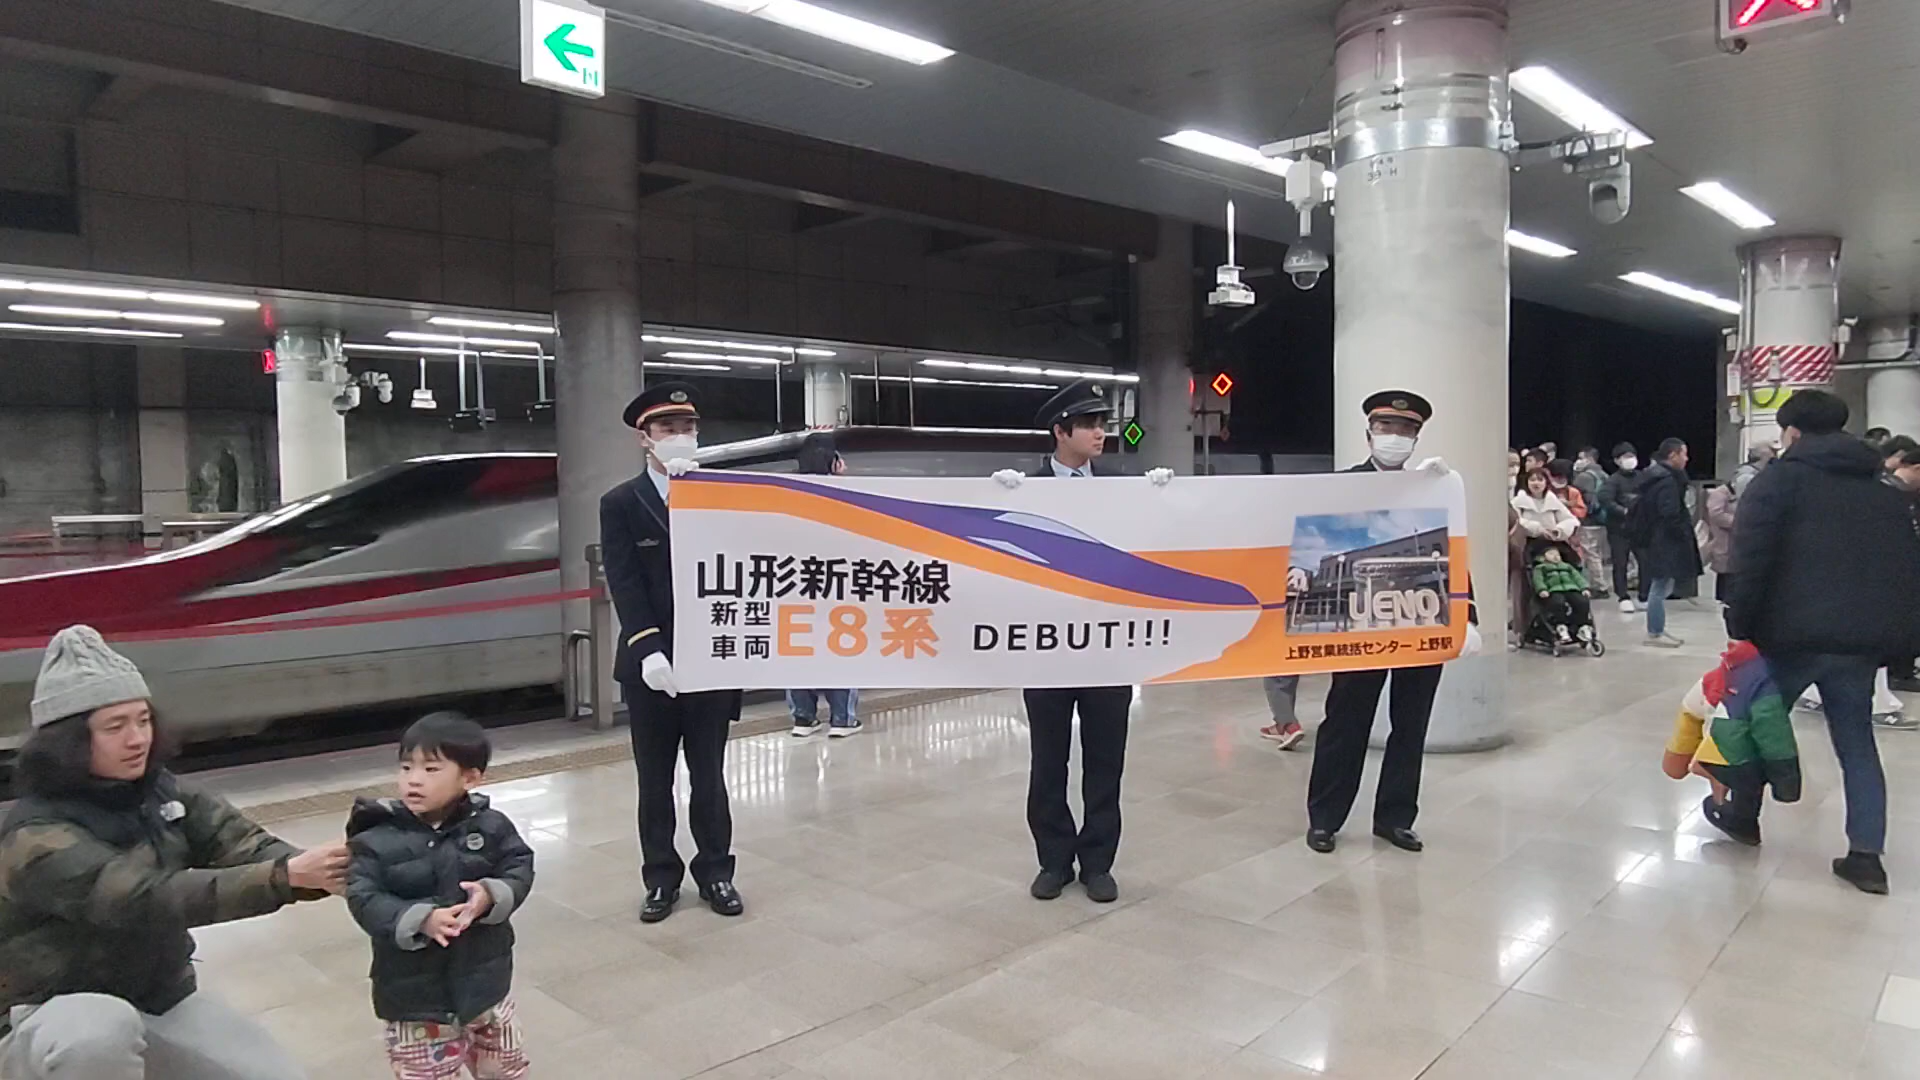 山形新幹線
新型
車両
E8系
DEBUT!!!
UENO
上野営業統括センター 上野駅